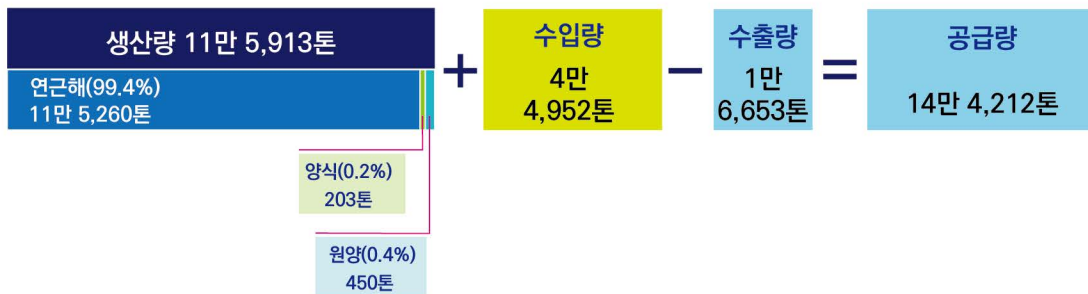 생산량 11만 5,913톤
연근해(99.4%)
11만 5,260톤
양식(0.2%)
203톤
원양(0.4%)
450톤
+
수입량
4만
4,952톤
−
수출량
1만
6,653톤
=
공급량
14만 4,212톤